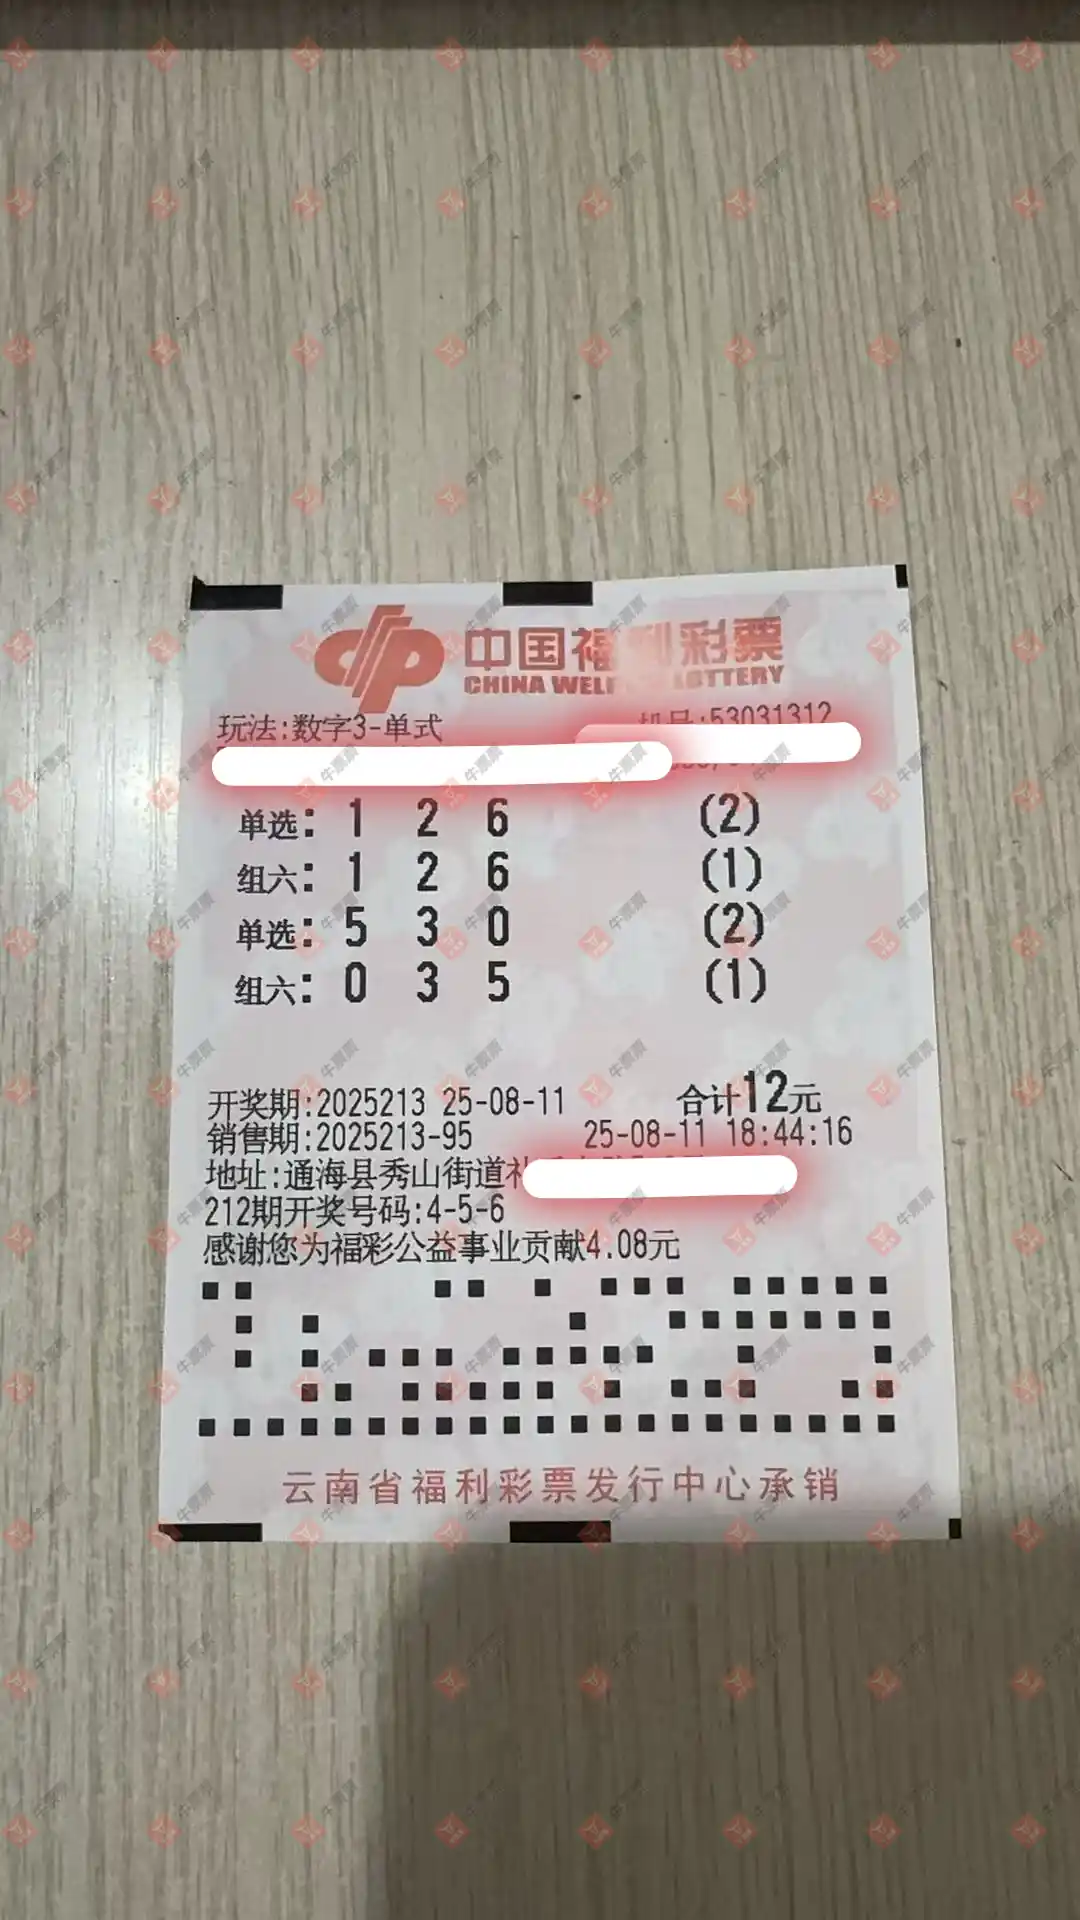 中国福利彩票
CHINA WELF LOTTERY
玩法:数字3-单式 机号:53031312
单选: 1 2 6 (2)
组六: 1 2 6 (1)
单选: 5 3 0 (2)
组六: 0 3 5 (1)
开奖期:2025213 25-08-11 合计12元
销售期:2025213-95 25-08-11 18:44:16
地址:通海县秀山街道
212期开奖号码:4-5-6
感谢您为福彩公益事业贡献4.08元
云南省福利彩票发行中心承销
牛票票